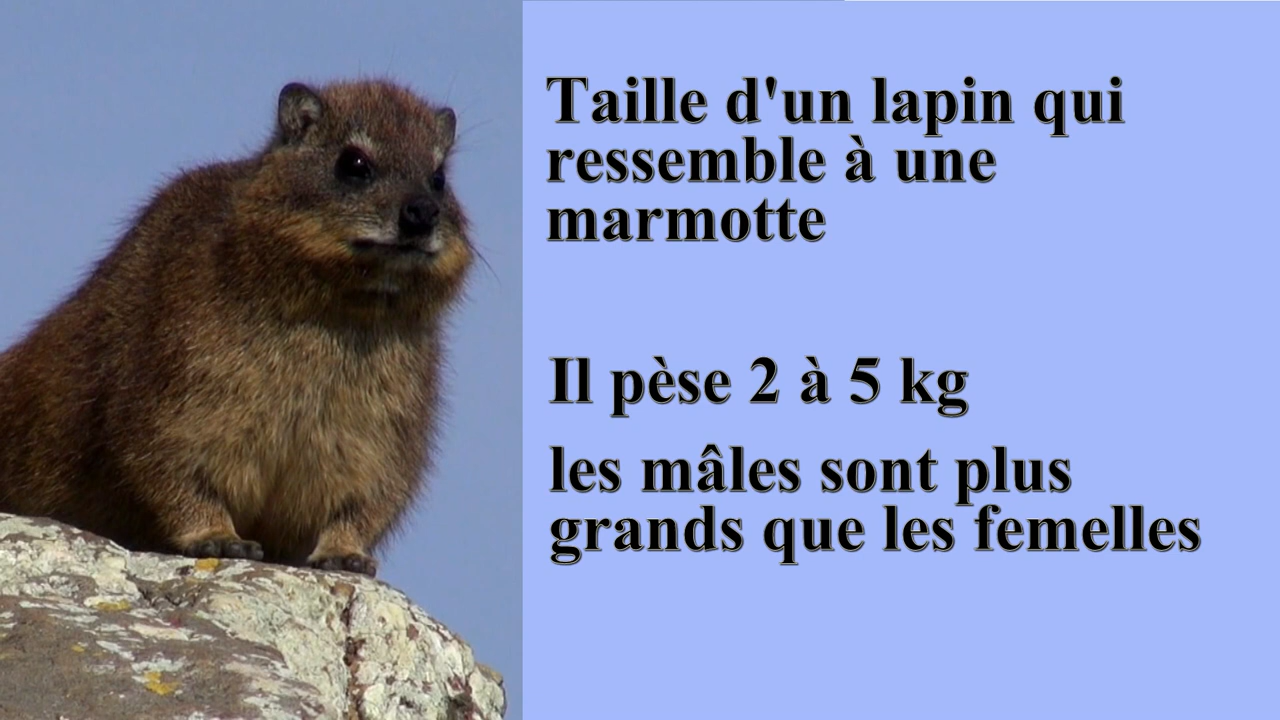 Taille d'un lapin qui
ressemble à une
marmotte
Il pèse 2 à 5 kg
les mâles sont plus
grands que les femelles